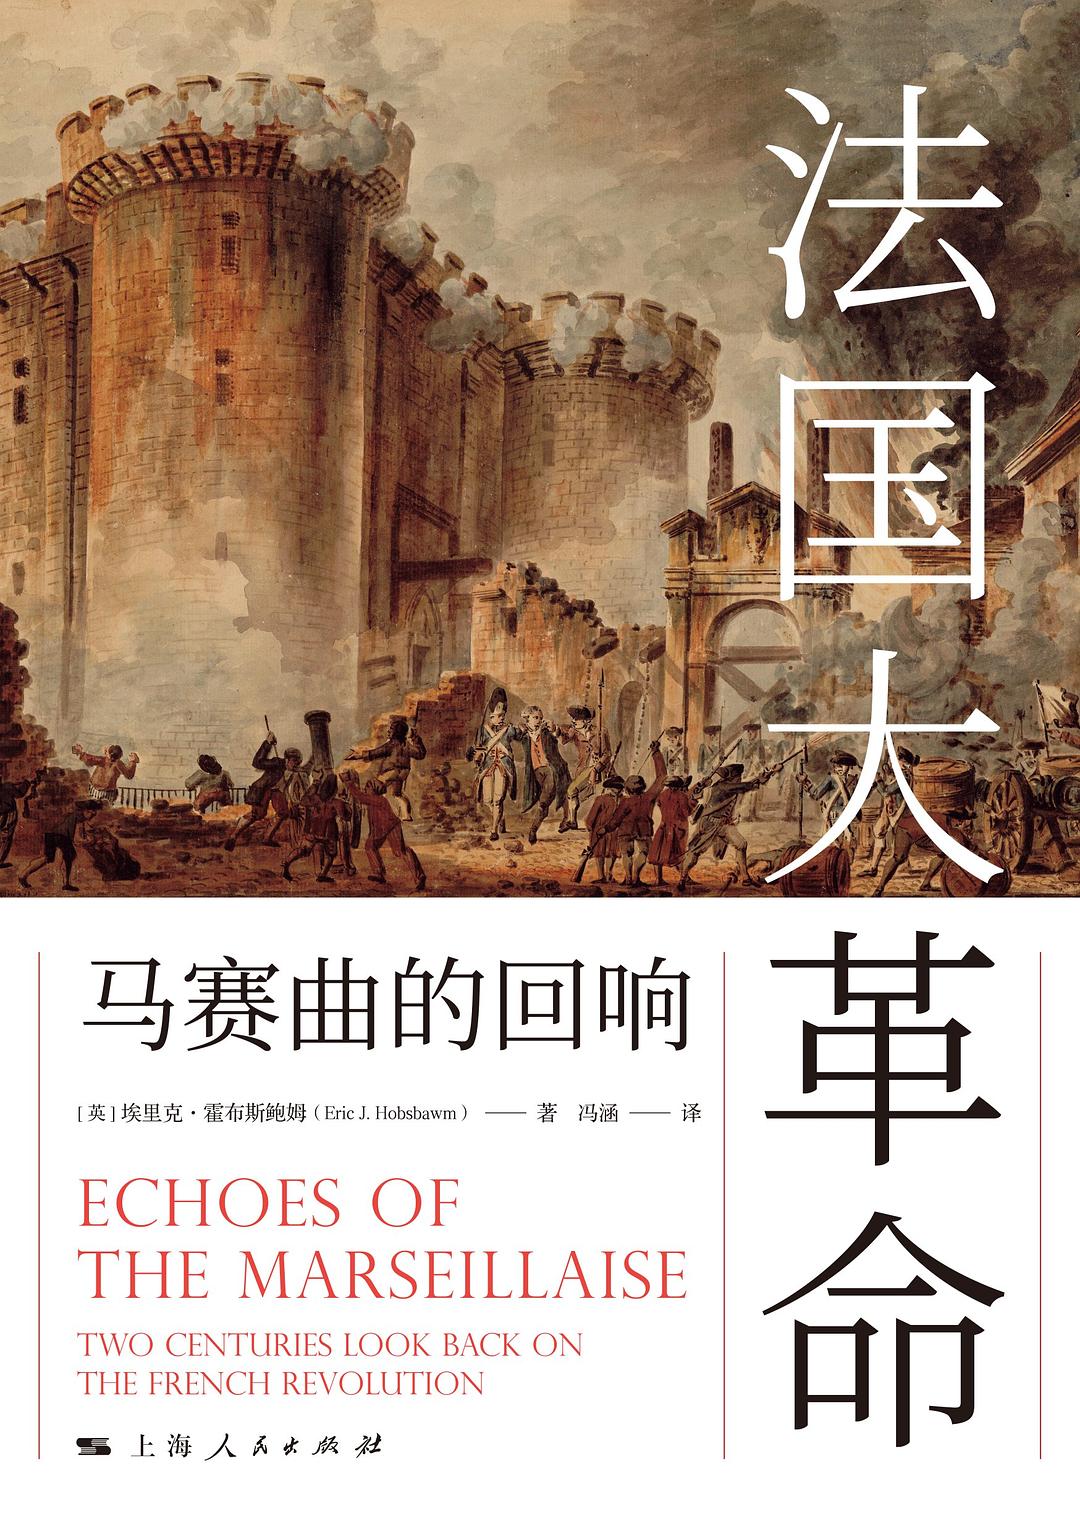 法国大革命
马赛曲的回响
[ 英 ] 埃里克·霍布斯鲍姆（Eric J. Hobsbawm）—— 著 冯涵 —— 译
ECHOES OF
THE MARSEILLAISE
TWO CENTURIES LOOK BACK ON
THE FRENCH REVOLUTION
上海人民出版社